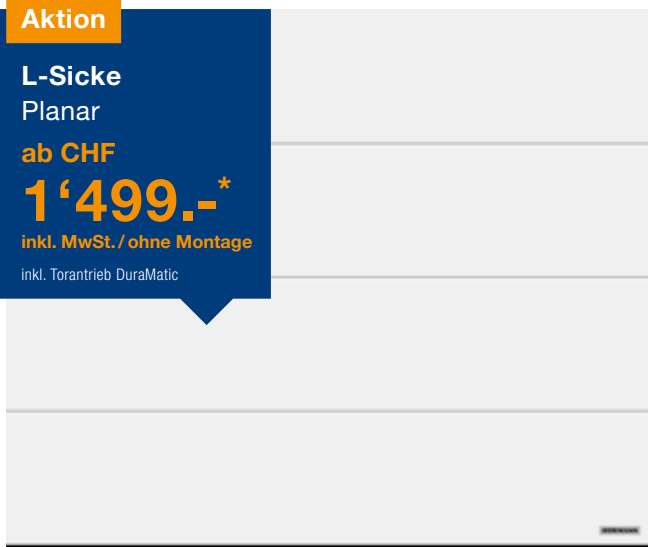 Aktion
L-Sicke
Planar
ab CHF
1‘499.-*
inkl. MwSt. / ohne Montage
inkl. Torantrieb DuraMatic